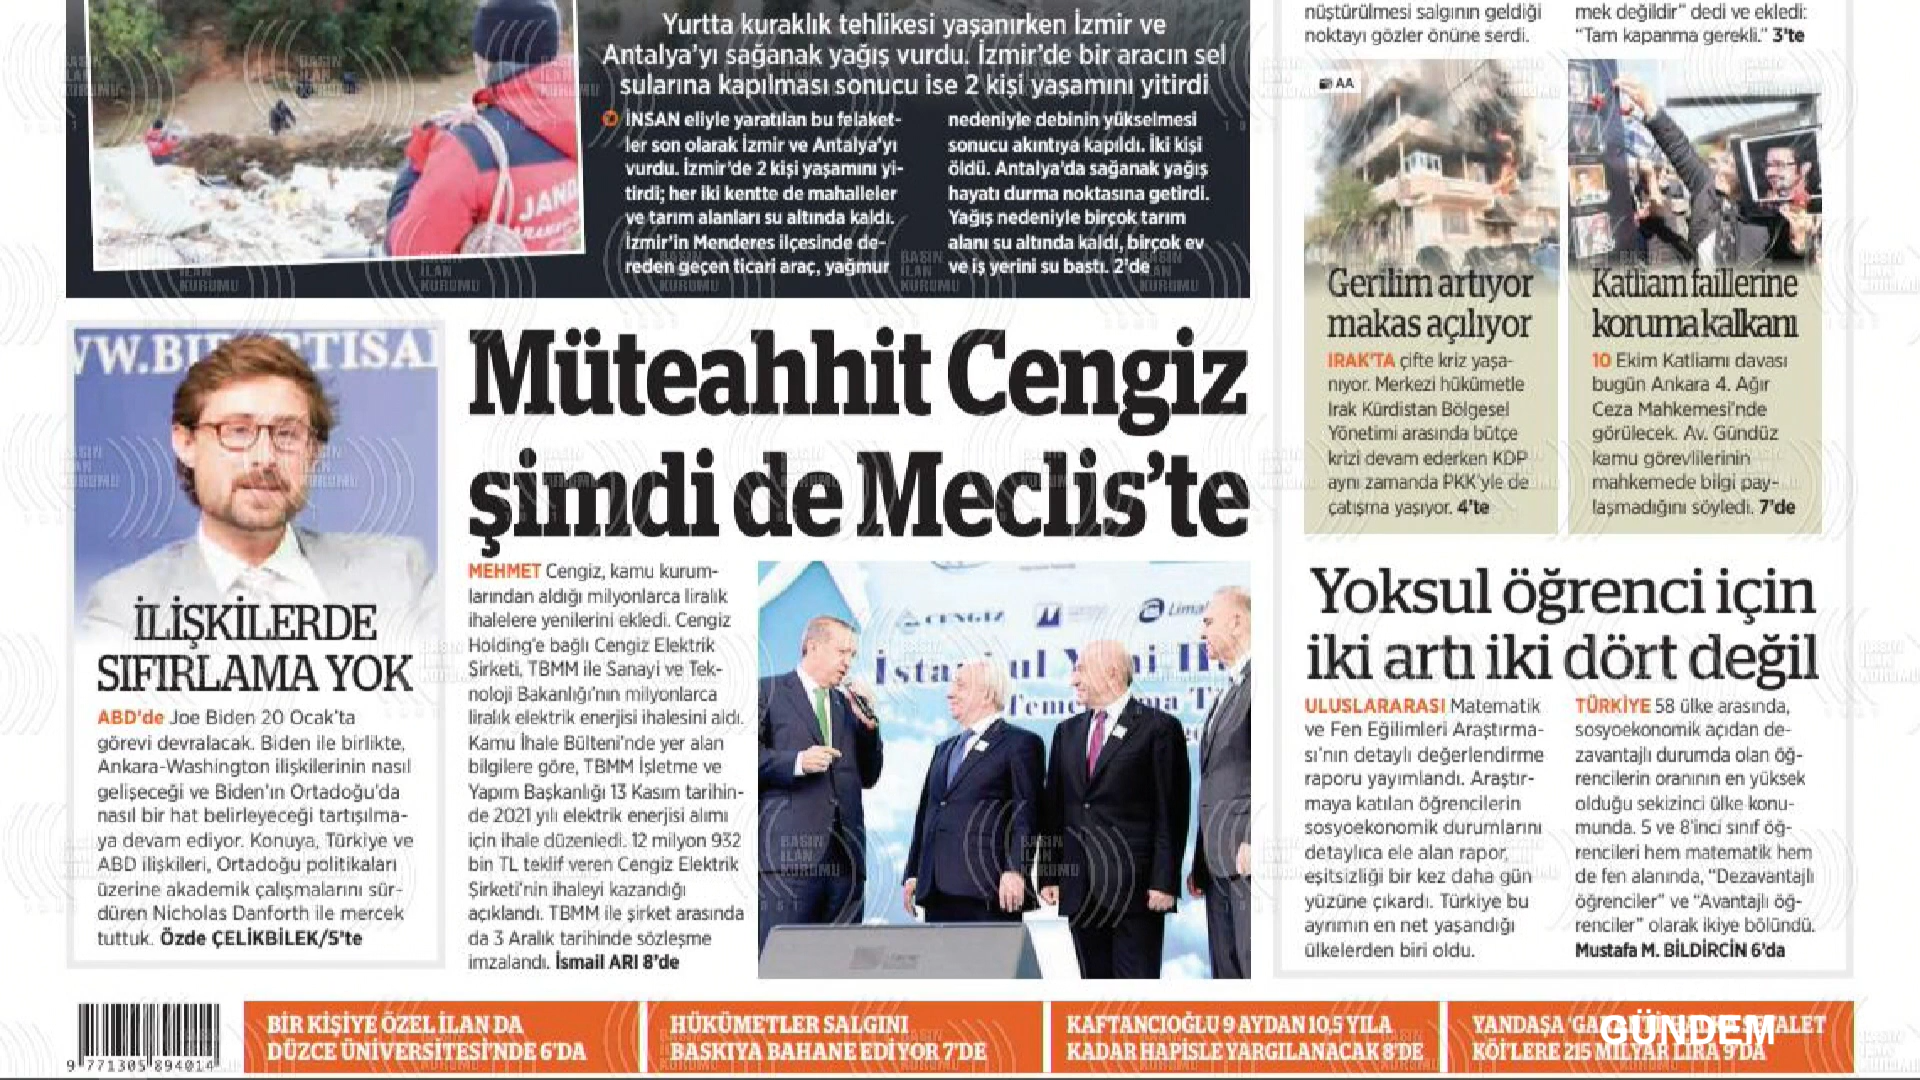 Yurtta kuraklık tehlikesi yaşanırken İzmir ve
Antalya'yı sağanak yağış vurdu. İzmir'de bir aracın sel
sularına kapılması sonucu ise 2 kişi yaşamını yitirdi
İNSAN eliyle yaratılan bu felaket-
ler son olarak İzmir ve Antalya'yı
vurdu. İzmir'de 2 kişi yaşamını yi-
tirdi; her iki kentte de mahalleler
ve tarım alanları su altında kaldı.
İzmir'in Menderes ilçesinde de-
reden geçen ticari araç, yağmur
nedeniyle debinin yükselmesi
sonucu akıntıya kapıldı. İki kişi
öldü. Antalya'da sağanak yağış
hayatı durma noktasına getirdi.
Yağış nedeniyle birçok tarım
alanı su altında kaldı, birçok ev
ve iş yerini su bastı. 2'de
JAND
nüştürülmesi salgının geldiği
noktayı gözler önüne serdi.
mek değildir" dedi ve ekledi:
"Tam kapanma gerekli." 3'te
AA
Gerilim artıyor
makas açılıyor
IRAK'TA çifte kriz yaşa-
nıyor. Merkezi hükümetle
Irak Kürdistan Bölgesel
Yönetimi arasında bütçe
krizi devam ederken KDP
aynı zamanda PKK'yle de
çatışma yaşıyor. 4'te
Katliam faillerine
koruma kalkanı
10 Ekim Katliamı davası
bugün Ankara 4. Ağır
Ceza Mahkemesi'nde
görülecek. Av. Gündüz
kamu görevlilerinin
mahkemede bilgi pay-
laşmadığını söyledi. 7'de
İLİŞKİLERDE
SIFIRLAMA YOK
ABD'de Joe Biden 20 Ocak'ta
görevi devralacak. Biden ile birlikte,
Ankara-Washington ilişkilerinin nasıl
gelişeceği ve Biden'ın Ortadoğu'da
nasıl bir hat belirleyeceği tartışılma-
ya devam ediyor. Konuya, Türkiye ve
ABD ilişkileri, Ortadoğu politikaları
üzerine akademik çalışmalarını sür-
düren Nicholas Danforth ile mercek
tuttuk. Özde ÇELİKBİLEK/5'te
Müteahhit Cengiz
şimdi de Meclis'te
MEHMET Cengiz, kamu kurum-
larından aldığı milyonlarca liralık
ihalelere yenilerini ekledi. Cengiz
Holding'e bağlı Cengiz Elektrik
Şirketi, TBMM ile Sanayi ve Tek-
noloji Bakanlığı'nın milyonlarca
liralık elektrik enerjisi ihalesini aldı.
Kamu İhale Bülteni'nde yer alan
bilgilere göre, TBMM İşletme ve
Yapım Başkanlığı 13 Kasım tarihin-
de 2021 yılı elektrik enerjisi alımı
için ihale düzenledi. 12 milyon 932
bin TL teklif veren Cengiz Elektrik
Şirketi'nin ihaleyi kazandığı
açıklandı. TBMM ile şirket arasında
da 3 Aralık tarihinde sözleşme
imzalandı. İsmail ARI 8'de
CENGİZ
Limak
Yoksul öğrenci için
iki artı iki dört değil
ULUSLARARASI Matematik
ve Fen Eğilimleri Araştırma-
sı'nın detaylı değerlendirme
raporu yayımlandı. Araştır-
maya katılan öğrencilerin
sosyoekonomik durumlarını
detaylıca ele alan rapor,
eşitsizliği bir kez daha gün
yüzüne çıkardı. Türkiye bu
ayrımın en net yaşandığı
ülkelerden biri oldu.
TÜRKİYE 58 ülke arasında,
sosyoekonomik açıdan de-
zavantajlı durumda olan öğ-
rencilerin oranının en yüksek
olduğu sekizinci ülke konu-
munda. 5 ve 8'inci sınıf öğ-
rencileri hem matematik hem
de fen alanında, "Dezavantajlı
öğrenciler" ve "Avantajlı öğ-
renciler" olarak ikiye bölündü.
Mustafa M. BİLDİRCİN 6'da
9 771305 894014
BİR KİŞİYE ÖZEL İLAN DA
DÜZCE ÜNİVERSİTESİ'NDE 6'DA
HÜKÜMETLER SALGINI
BASKIYA BAHANE EDİYOR 7'DE
KAFTANCIOĞLU 9 AYDAN 10,5 YILA
KADAR HAPİSLE YARGILANACAK 8'DE
YANDAŞA
KÖİ'LERE 215 MİLYAR LİRA 9'DA
GÜNDEM
BASIN
İLAN
KURUMU